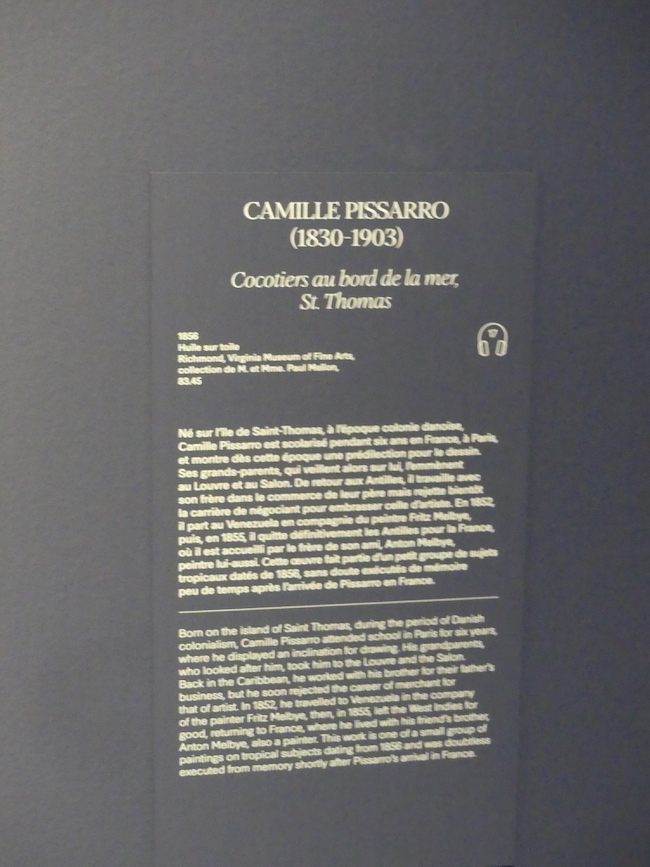 CAMILLE PISSARRO
(1830-1903)
Cocotiers au bord de la mer,
St. Thomas
1856
Huile sur toile
Richmond, Virginia Museum of Fine Arts,
collection de M. et Mme. Paul Mellon,
83.45
17
Né sur l'île de Saint-Thomas, à l'époque colonie danoise,
Camille Pissarro est scolarisé pendant six ans en France, à Paris,
et montre dès cette époque une prédilection pour le dessin.
Ses grands-parents, qui veillent alors sur lui, l'emmènent
au Louvre et au Salon. De retour aux Antilles, il travaille avec
son frère dans le commerce de leur père mais rejette bientôt
la carrière de négociant pour embrasser celle d'artiste. En 1852,
il part au Venezuela en compagnie du peintre Fritz Melbye,
puis, en 1855, il quitte définitivement les Antilles pour la France,
où il est accueilli par le frère de son ami, Anton Melbye,
peintre lui-aussi. Cette œuvre fait partie d'un petit groupe de sujets
tropicaux datés de 1856, sans doute exécutés de mémoire
peu de temps après l'arrivée de Pissarro en France.
Born on the island of Saint Thomas, during the period of Danish
colonialism, Camille Pissarro attended school in Paris for six years,
where he displayed an inclination for drawing. His grandparents,
who looked after him, took him to the Louvre and the Salon.
Back in the Caribbean, he worked with his brother for their father's
business, but he soon rejected the career of merchant for
that of artist. In 1852, he travelled to Venezuela in the company
of the painter Fritz Melbye, then, in 1855, left the West Indies for
good, returning to France, where he lived with his friend's brother,
Anton Melbye, also a painter. This work is one of a small group of
paintings on tropical subjects dating from 1856 and was doubtless
executed from memory shortly after Pissarro's arrival in France.